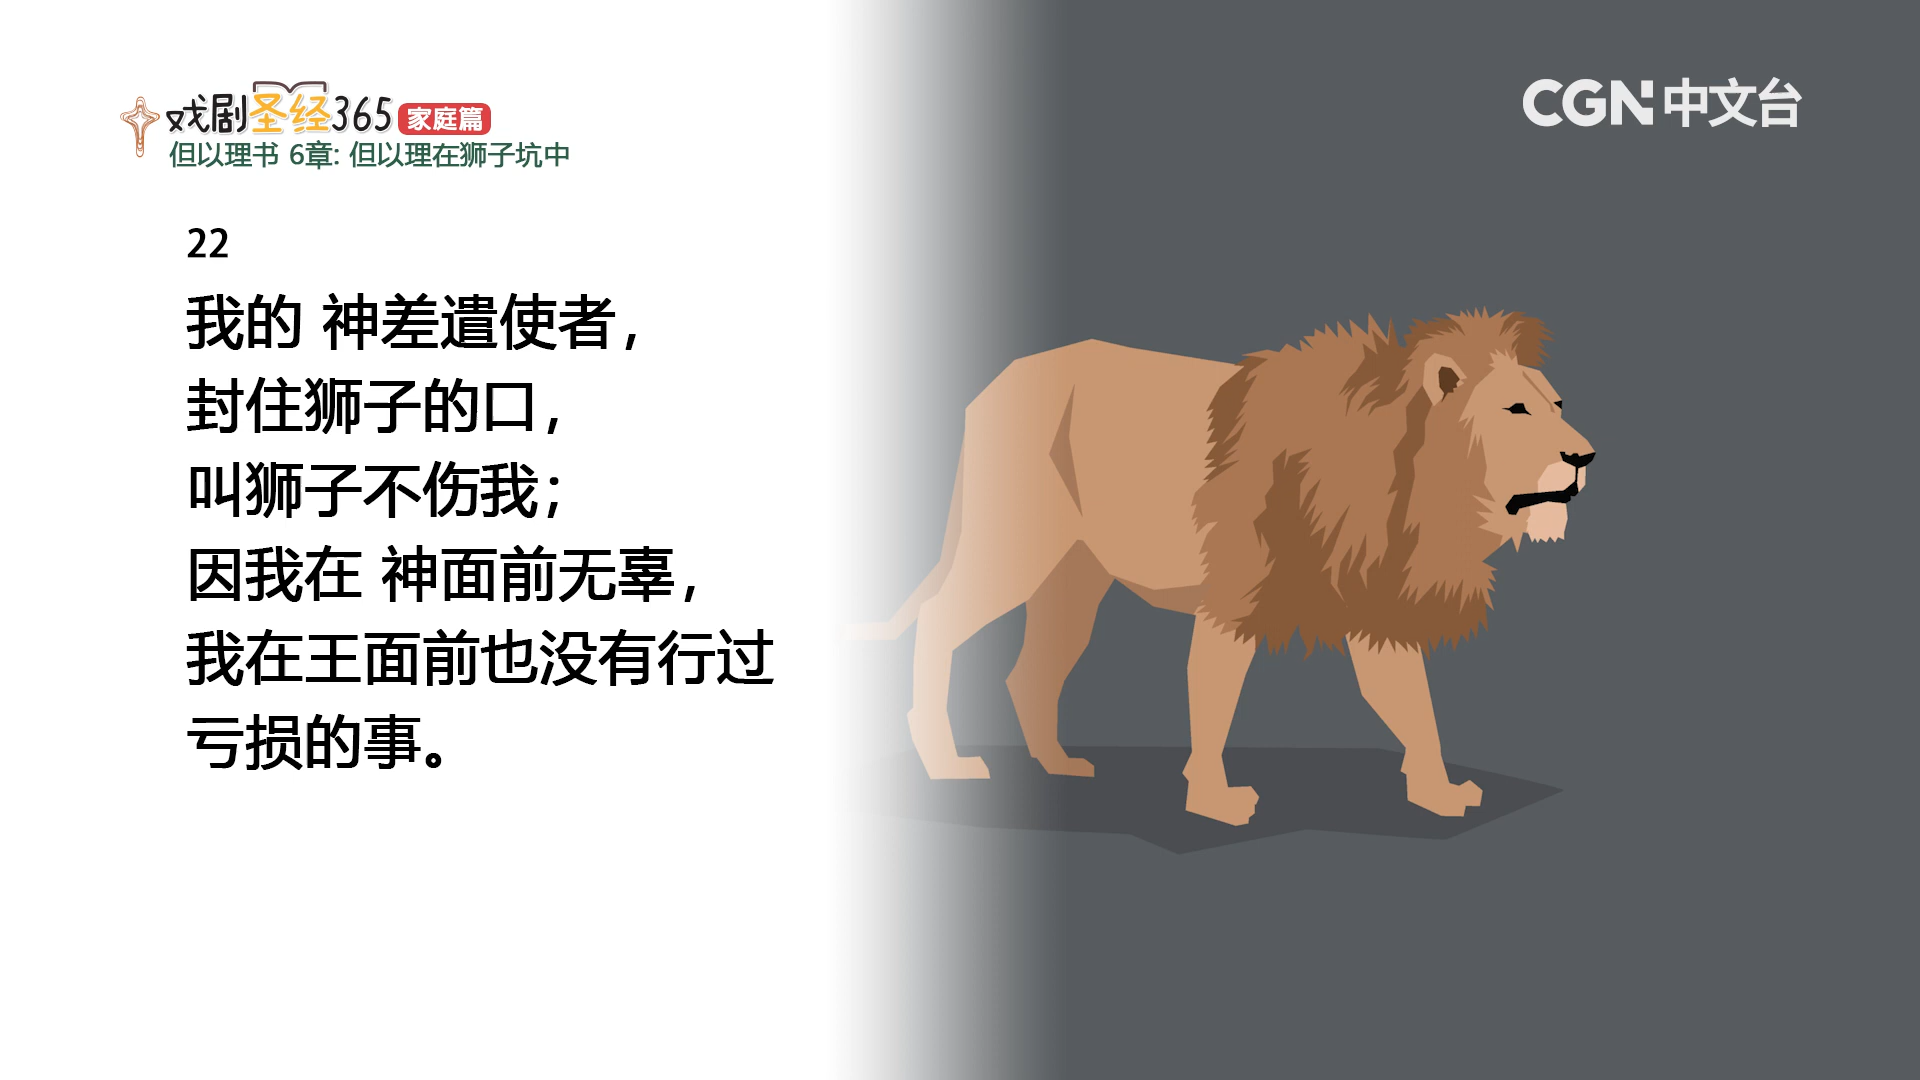 戏剧圣经365 家庭篇
但以理书 6章: 但以理在狮子坑中
CGN 中文台
22
我的 神差遣使者，
封住狮子的口，
叫狮子不伤我；
因我在 神面前无辜，
我在王面前也没有行过
亏损的事。